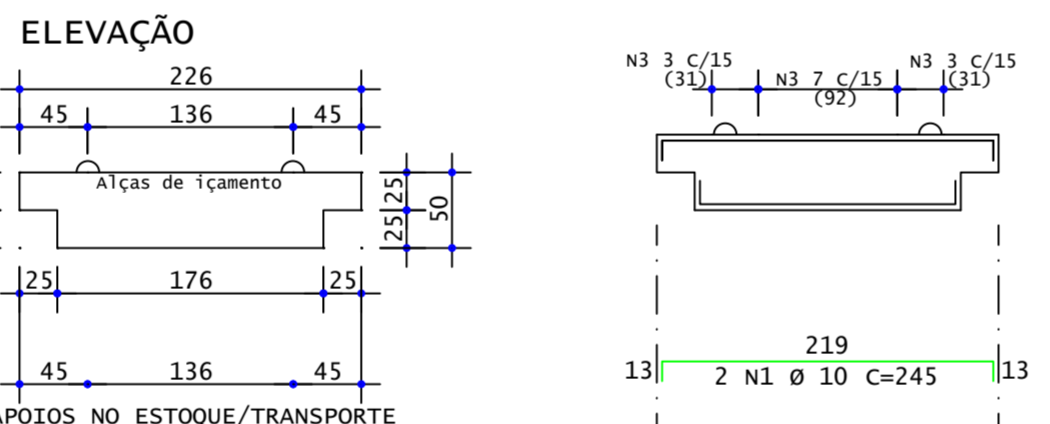 ELEVAÇÃO
226
45 136 45
Alças de içamento
25
25
50
25 176 25
45 136 45
APOIOS NO ESTOQUE/TRANSPORTE
N3 3 C/15
(31)
N3 7 C/15
(92)
N3 3 C/15
(31)
219
13 13
2 N1 Ø 10 C=245